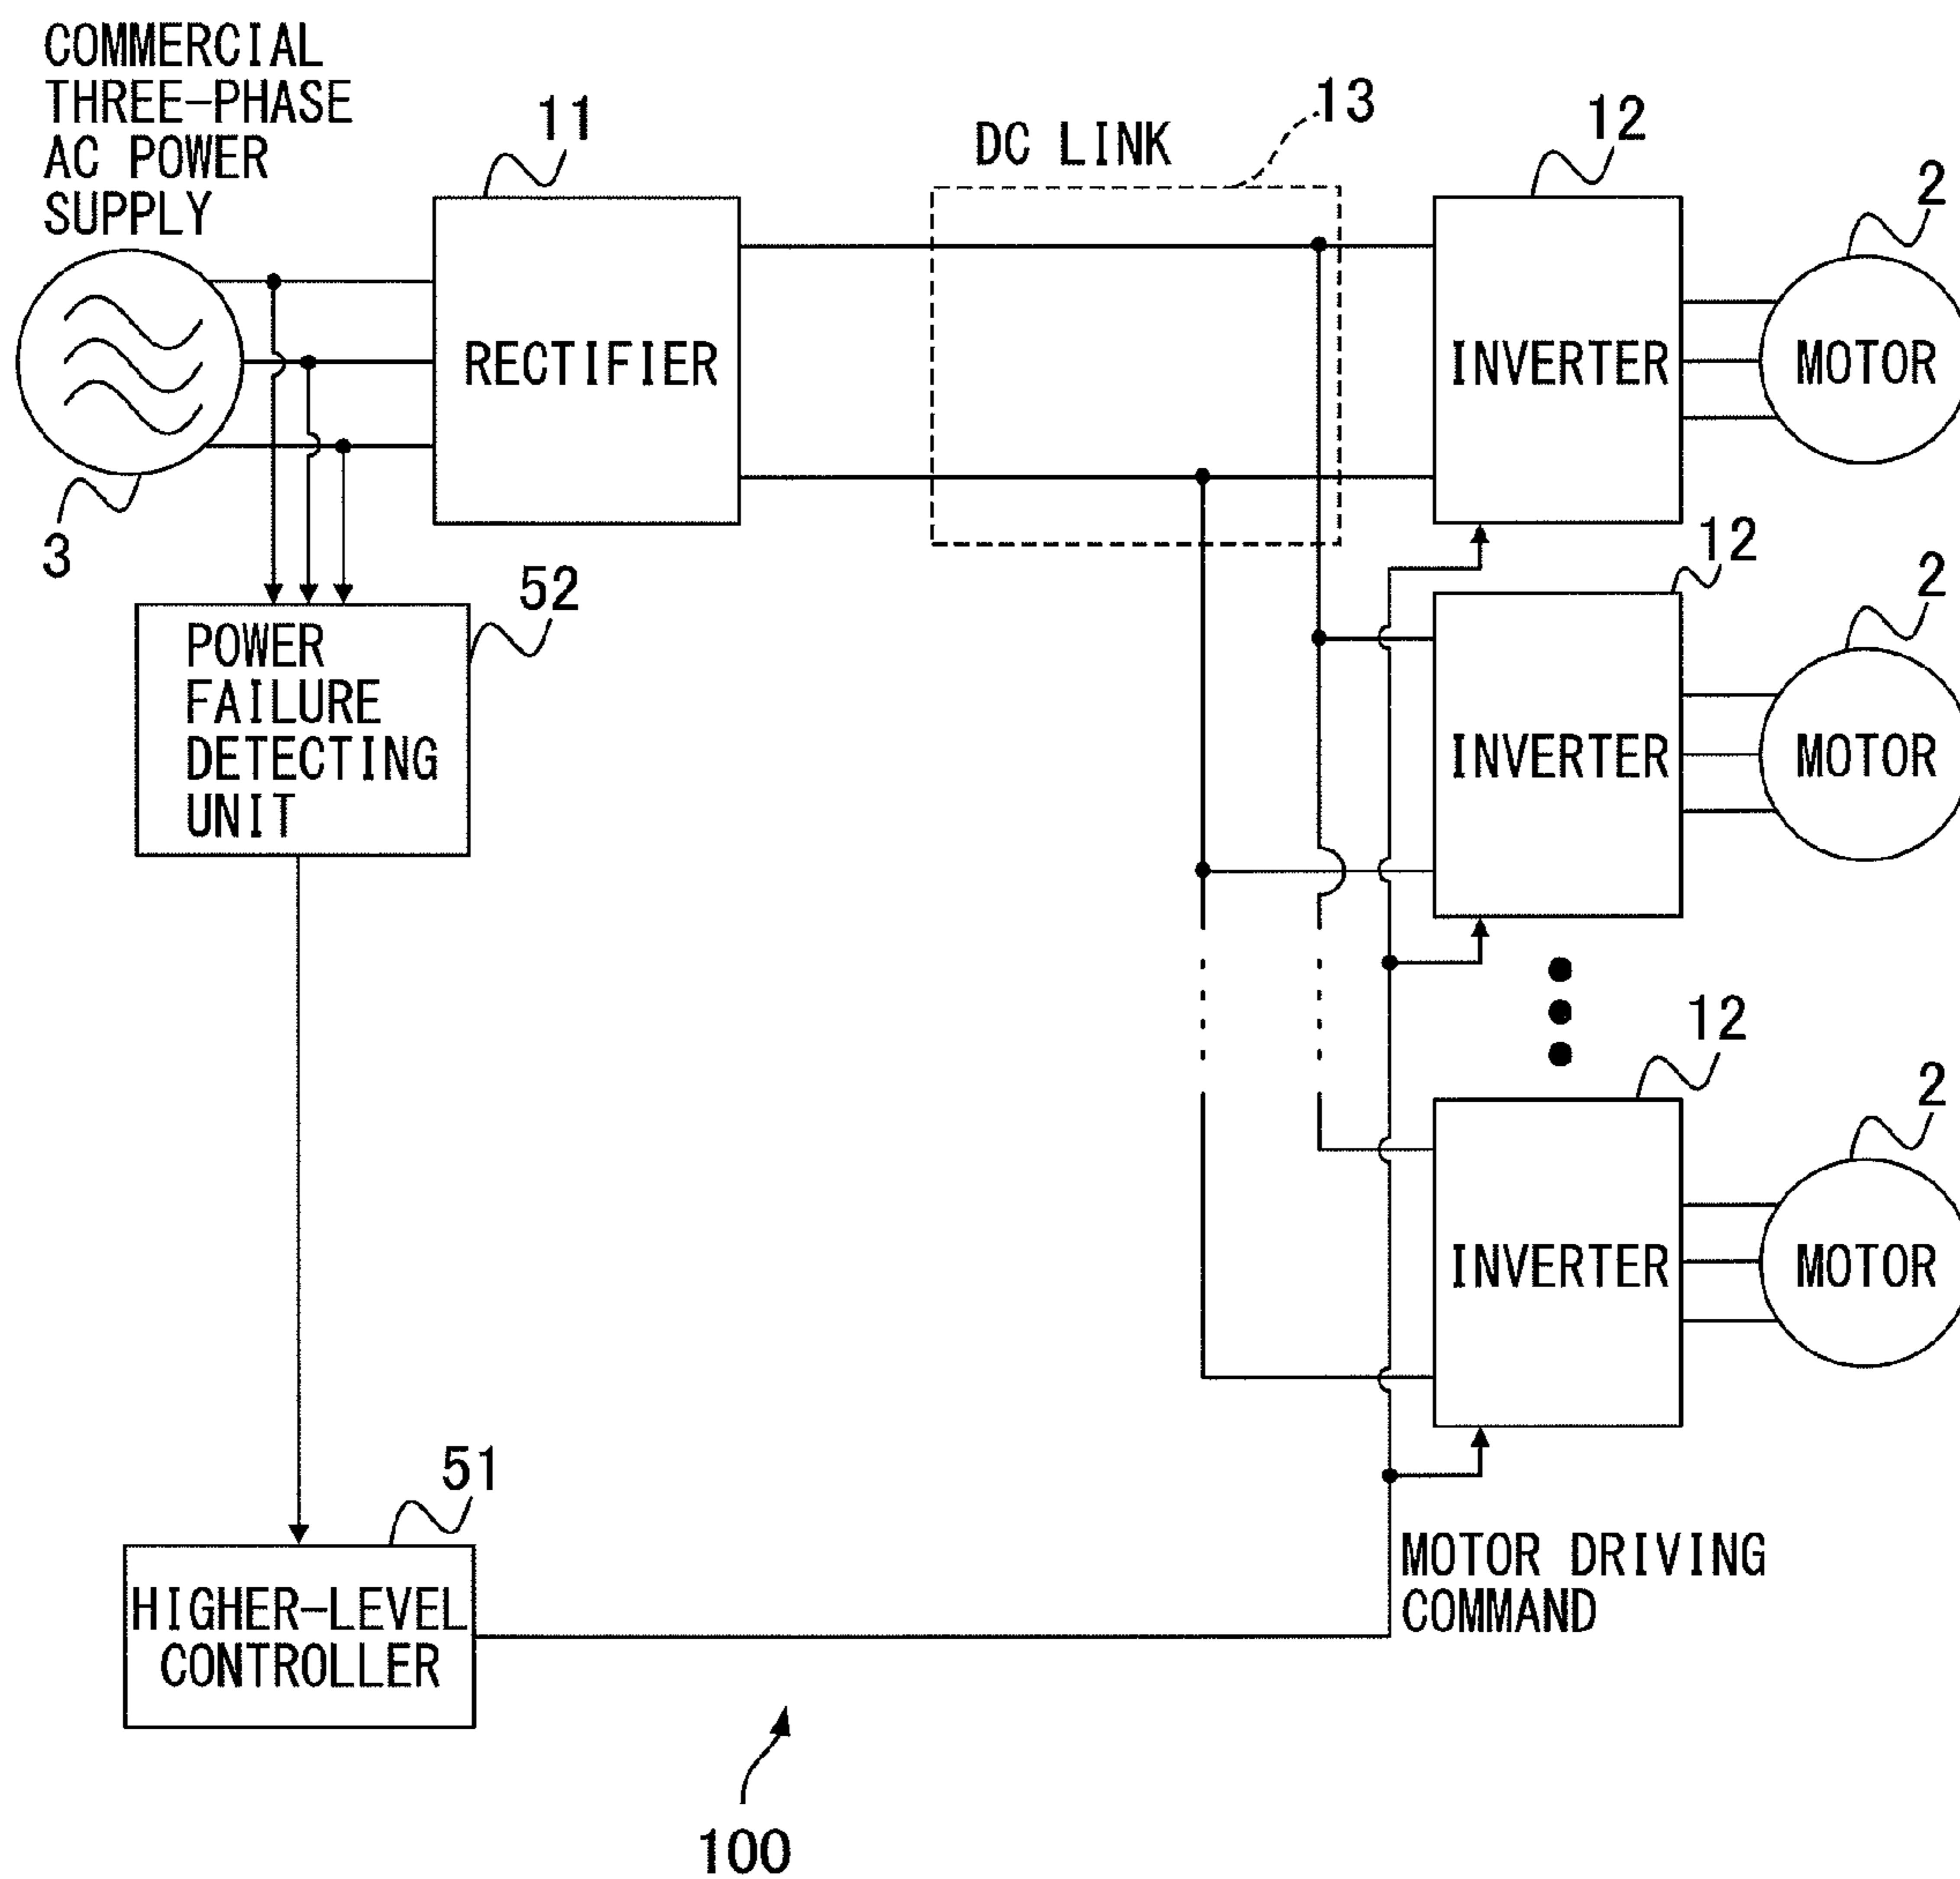 COMMERCIAL
THREE-PHASE
AC POWER
SUPPLY
11
DC LINK
13
12
2
RECTIFIER
INVERTER
MOTOR
3
52
12
2
POWER
FAILURE
DETECTING
UNIT
INVERTER
MOTOR
12
2
INVERTER
MOTOR
51
HIGHER-LEVEL
CONTROLLER
MOTOR DRIVING
COMMAND
100